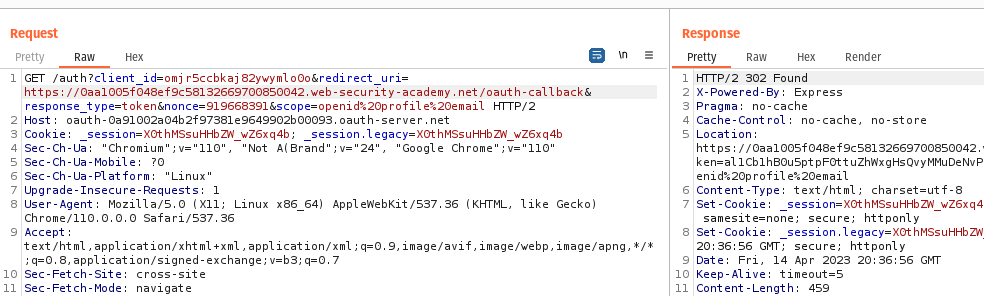 Request
Pretty Raw Hex \n
1 GET /auth?client_id=omjr5ccbkaj82ywymlo0o&redirect_uri=
https://0aa1005f048ef9c58132669700850042.web-security-academy.net/oauth-callback&
response_type=token&nonce=919668391&scope=openid%20profile%20email HTTP/2
2 Host: oauth-0a91002a04b2f97381e9649902b00093.oauth-server.net
3 Cookie: _session=XOthMSsuHHbZW_wZ6xq4b; _session.legacy=XOthMSsuHHbZW_wZ6xq4b
4 Sec-Ch-Ua: "Chromium";v="110", "Not A(Brand";v="24", "Google Chrome";v="110"
5 Sec-Ch-Ua-Mobile: ?0
6 Sec-Ch-Ua-Platform: "Linux"
7 Upgrade-Insecure-Requests: 1
8 User-Agent: Mozilla/5.0 (X11; Linux x86_64) AppleWebKit/537.36 (KHTML, like Gecko)
Chrome/110.0.0.0 Safari/537.36
9 Accept:
text/html,application/xhtml+xml,application/xml;q=0.9,image/avif,image/webp,image/apng,*/*
;q=0.8,application/signed-exchange;v=b3;q=0.7
10 Sec-Fetch-Site: cross-site
11 Sec-Fetch-Mode: navigate
Response
Pretty Raw Hex Render
1 HTTP/2 302 Found
2 X-Powered-By: Express
3 Pragma: no-cache
4 Cache-Control: no-cache, no-store
5 Location:
https://0aa1005f048ef9c58132669700850042.
ken=al1Cb1hB0u5ptpF0ttuZhWxgHsQvyMMuDeNvP
enid%20profile%20email
6 Content-Type: text/html; charset=utf-8
7 Set-Cookie: _session=XOthMSsuHHbZW_wZ6xq4
samesite=none; secure; httponly
8 Set-Cookie: _session.legacy=XOthMSsuHHbZW
20:36:56 GMT; secure; httponly
9 Date: Fri, 14 Apr 2023 20:36:56 GMT
10 Keep-Alive: timeout=5
11 Content-Length: 459